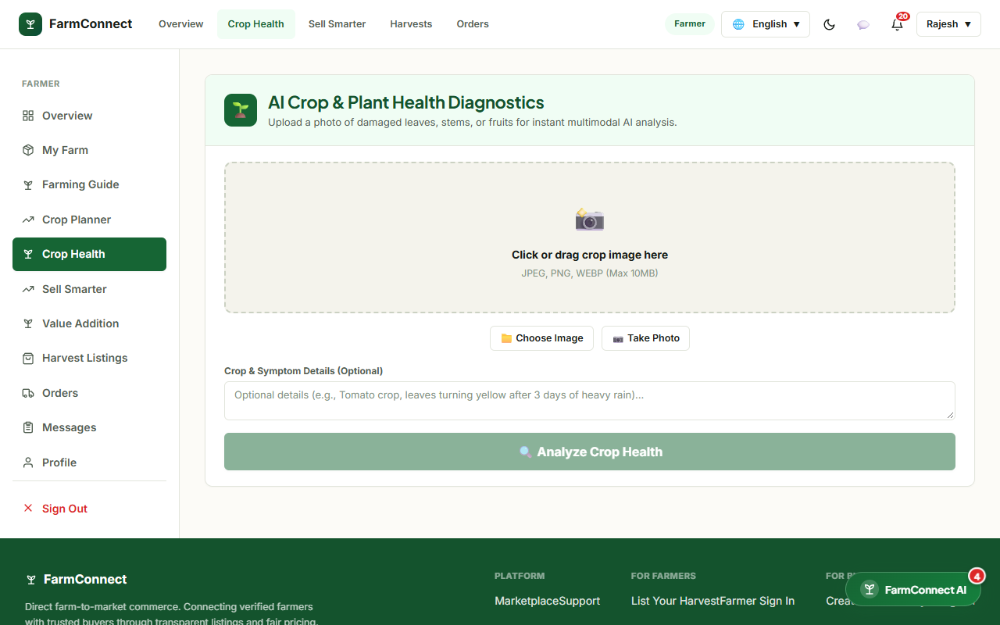 FarmConnect
Overview
Crop Health
Sell Smarter
Harvests
Orders
Farmer
English ▼
20
Rajesh ▼
FARMER
Overview
My Farm
Farming Guide
Crop Planner
Crop Health
Sell Smarter
Value Addition
Harvest Listings
Orders
Messages
Profile
Sign Out
AI Crop & Plant Health Diagnostics
Upload a photo of damaged leaves, stems, or fruits for instant multimodal AI analysis.
Click or drag crop image here
JPEG, PNG, WEBP (Max 10MB)
Choose Image
Take Photo
Crop & Symptom Details (Optional)
Optional details (e.g., Tomato crop, leaves turning yellow after 3 days of heavy rain)...
Analyze Crop Health
FarmConnect
Direct farm-to-market commerce. Connecting verified farmers
with trusted buyers through transparent listings and fair pricing.
PLATFORM
MarketplaceSupport
FOR FARMERS
List Your HarvestFarmer Sign In
FOR
FarmConnect AI
4